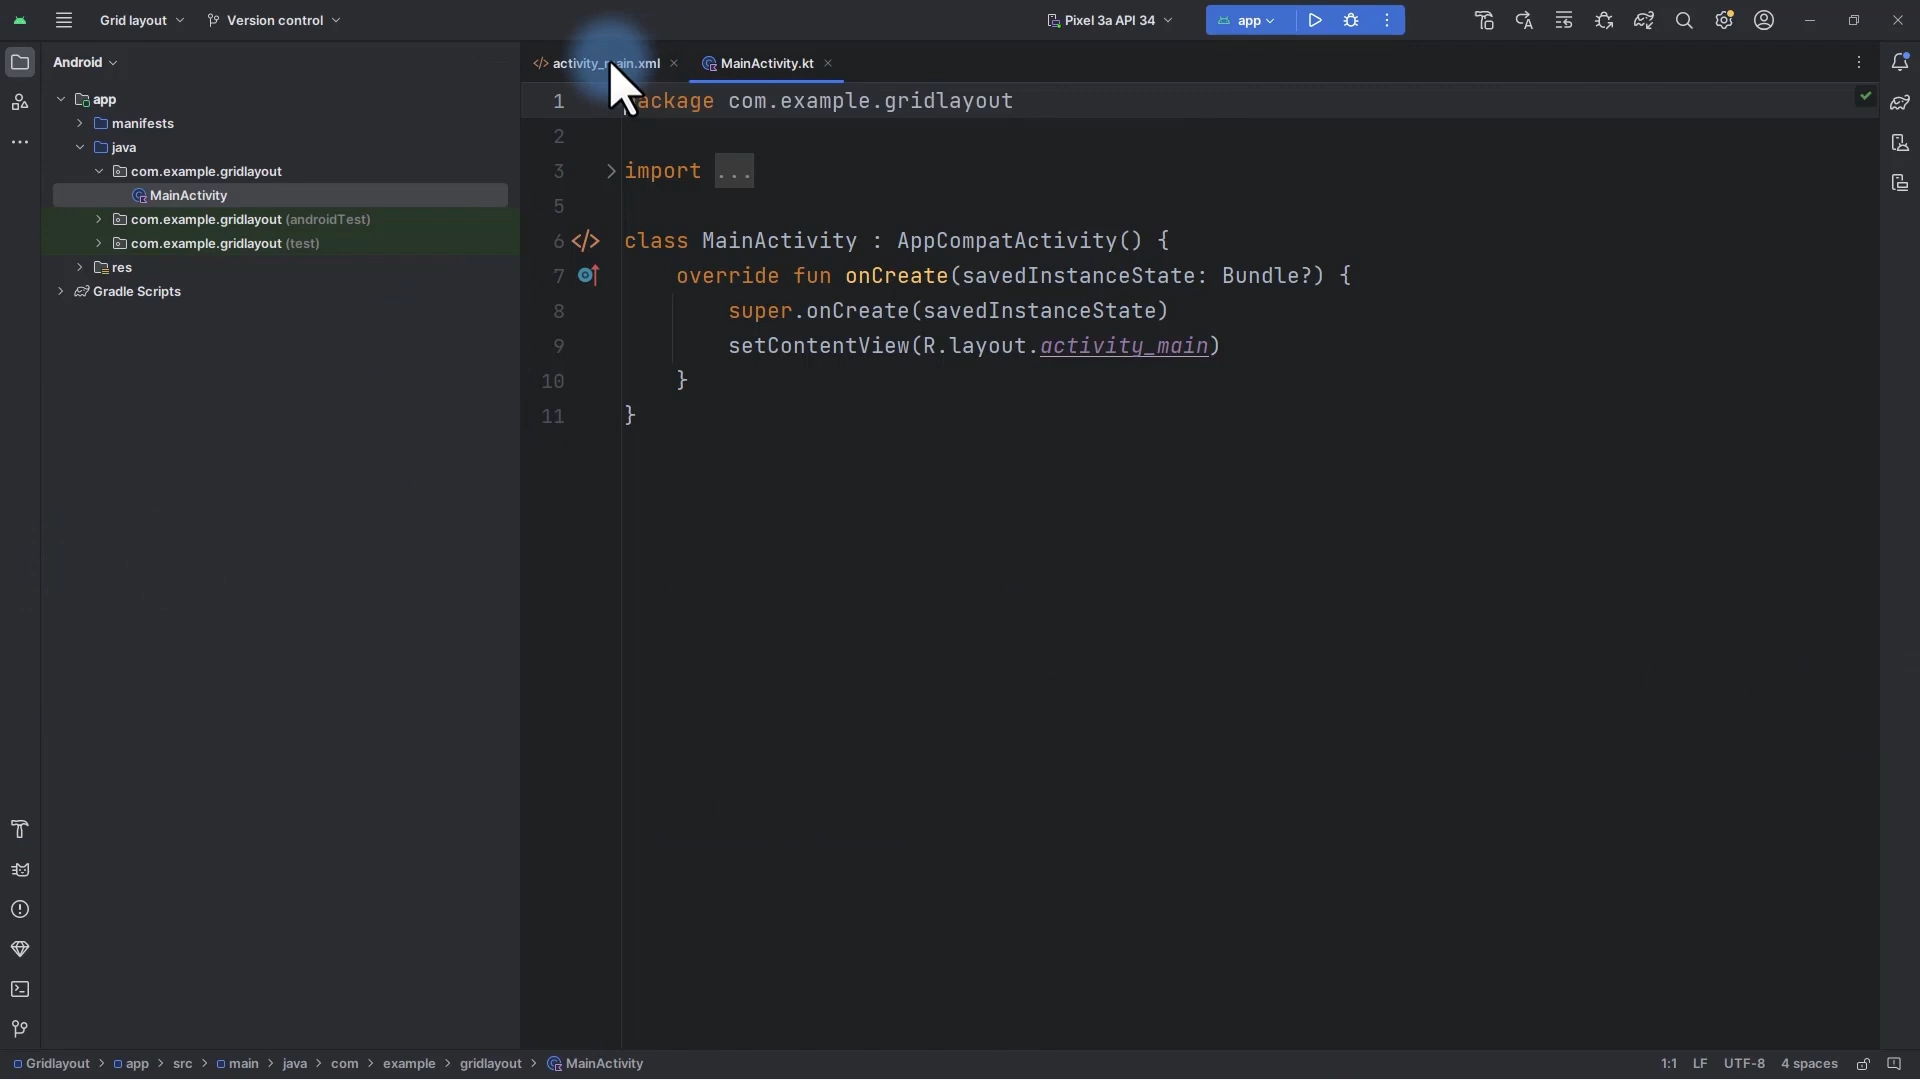 Grid layout
Version control
Pixel 3a API 34
app
Android
app
manifests
java
com.example.gridlayout
MainActivity
com.example.gridlayout (androidTest)
com.example.gridlayout (test)
res
Gradle Scripts
activity_main.xml
MainActivity.kt
1 package com.example.gridlayout
2
3 import ...
5
6 class MainActivity : AppCompatActivity() {
7 override fun onCreate(savedInstanceState: Bundle?) {
8 super.onCreate(savedInstanceState)
9 setContentView(R.layout.activity_main)
10 }
11 }
Gridlayout > app > src > main > java > com > example > gridlayout > MainActivity
1:1 LF UTF-8 4 spaces